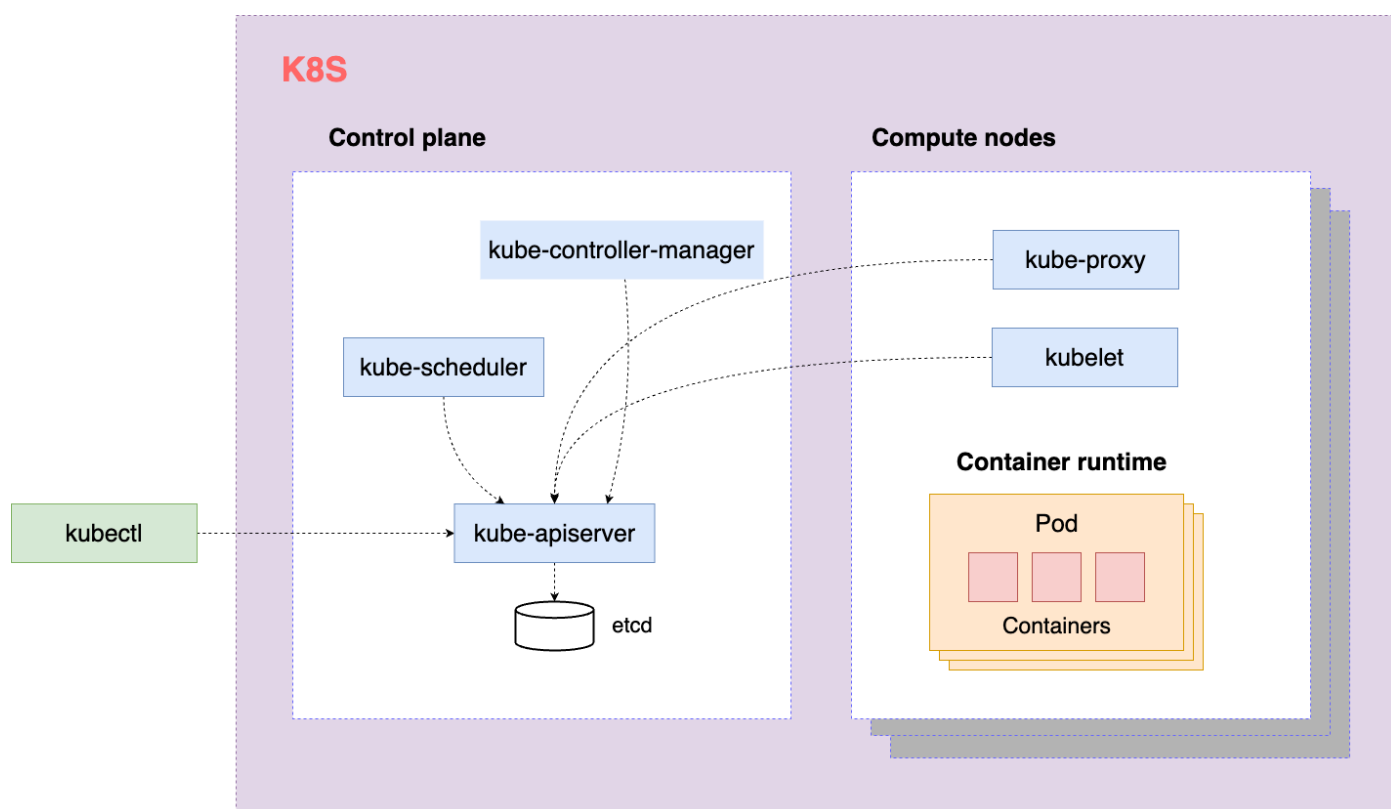 K8S
Control plane
Compute nodes
kube-controller-manager
kube-proxy
kube-scheduler
kubelet
Container runtime
kubectl
kube-apiserver
Pod
etcd
Containers